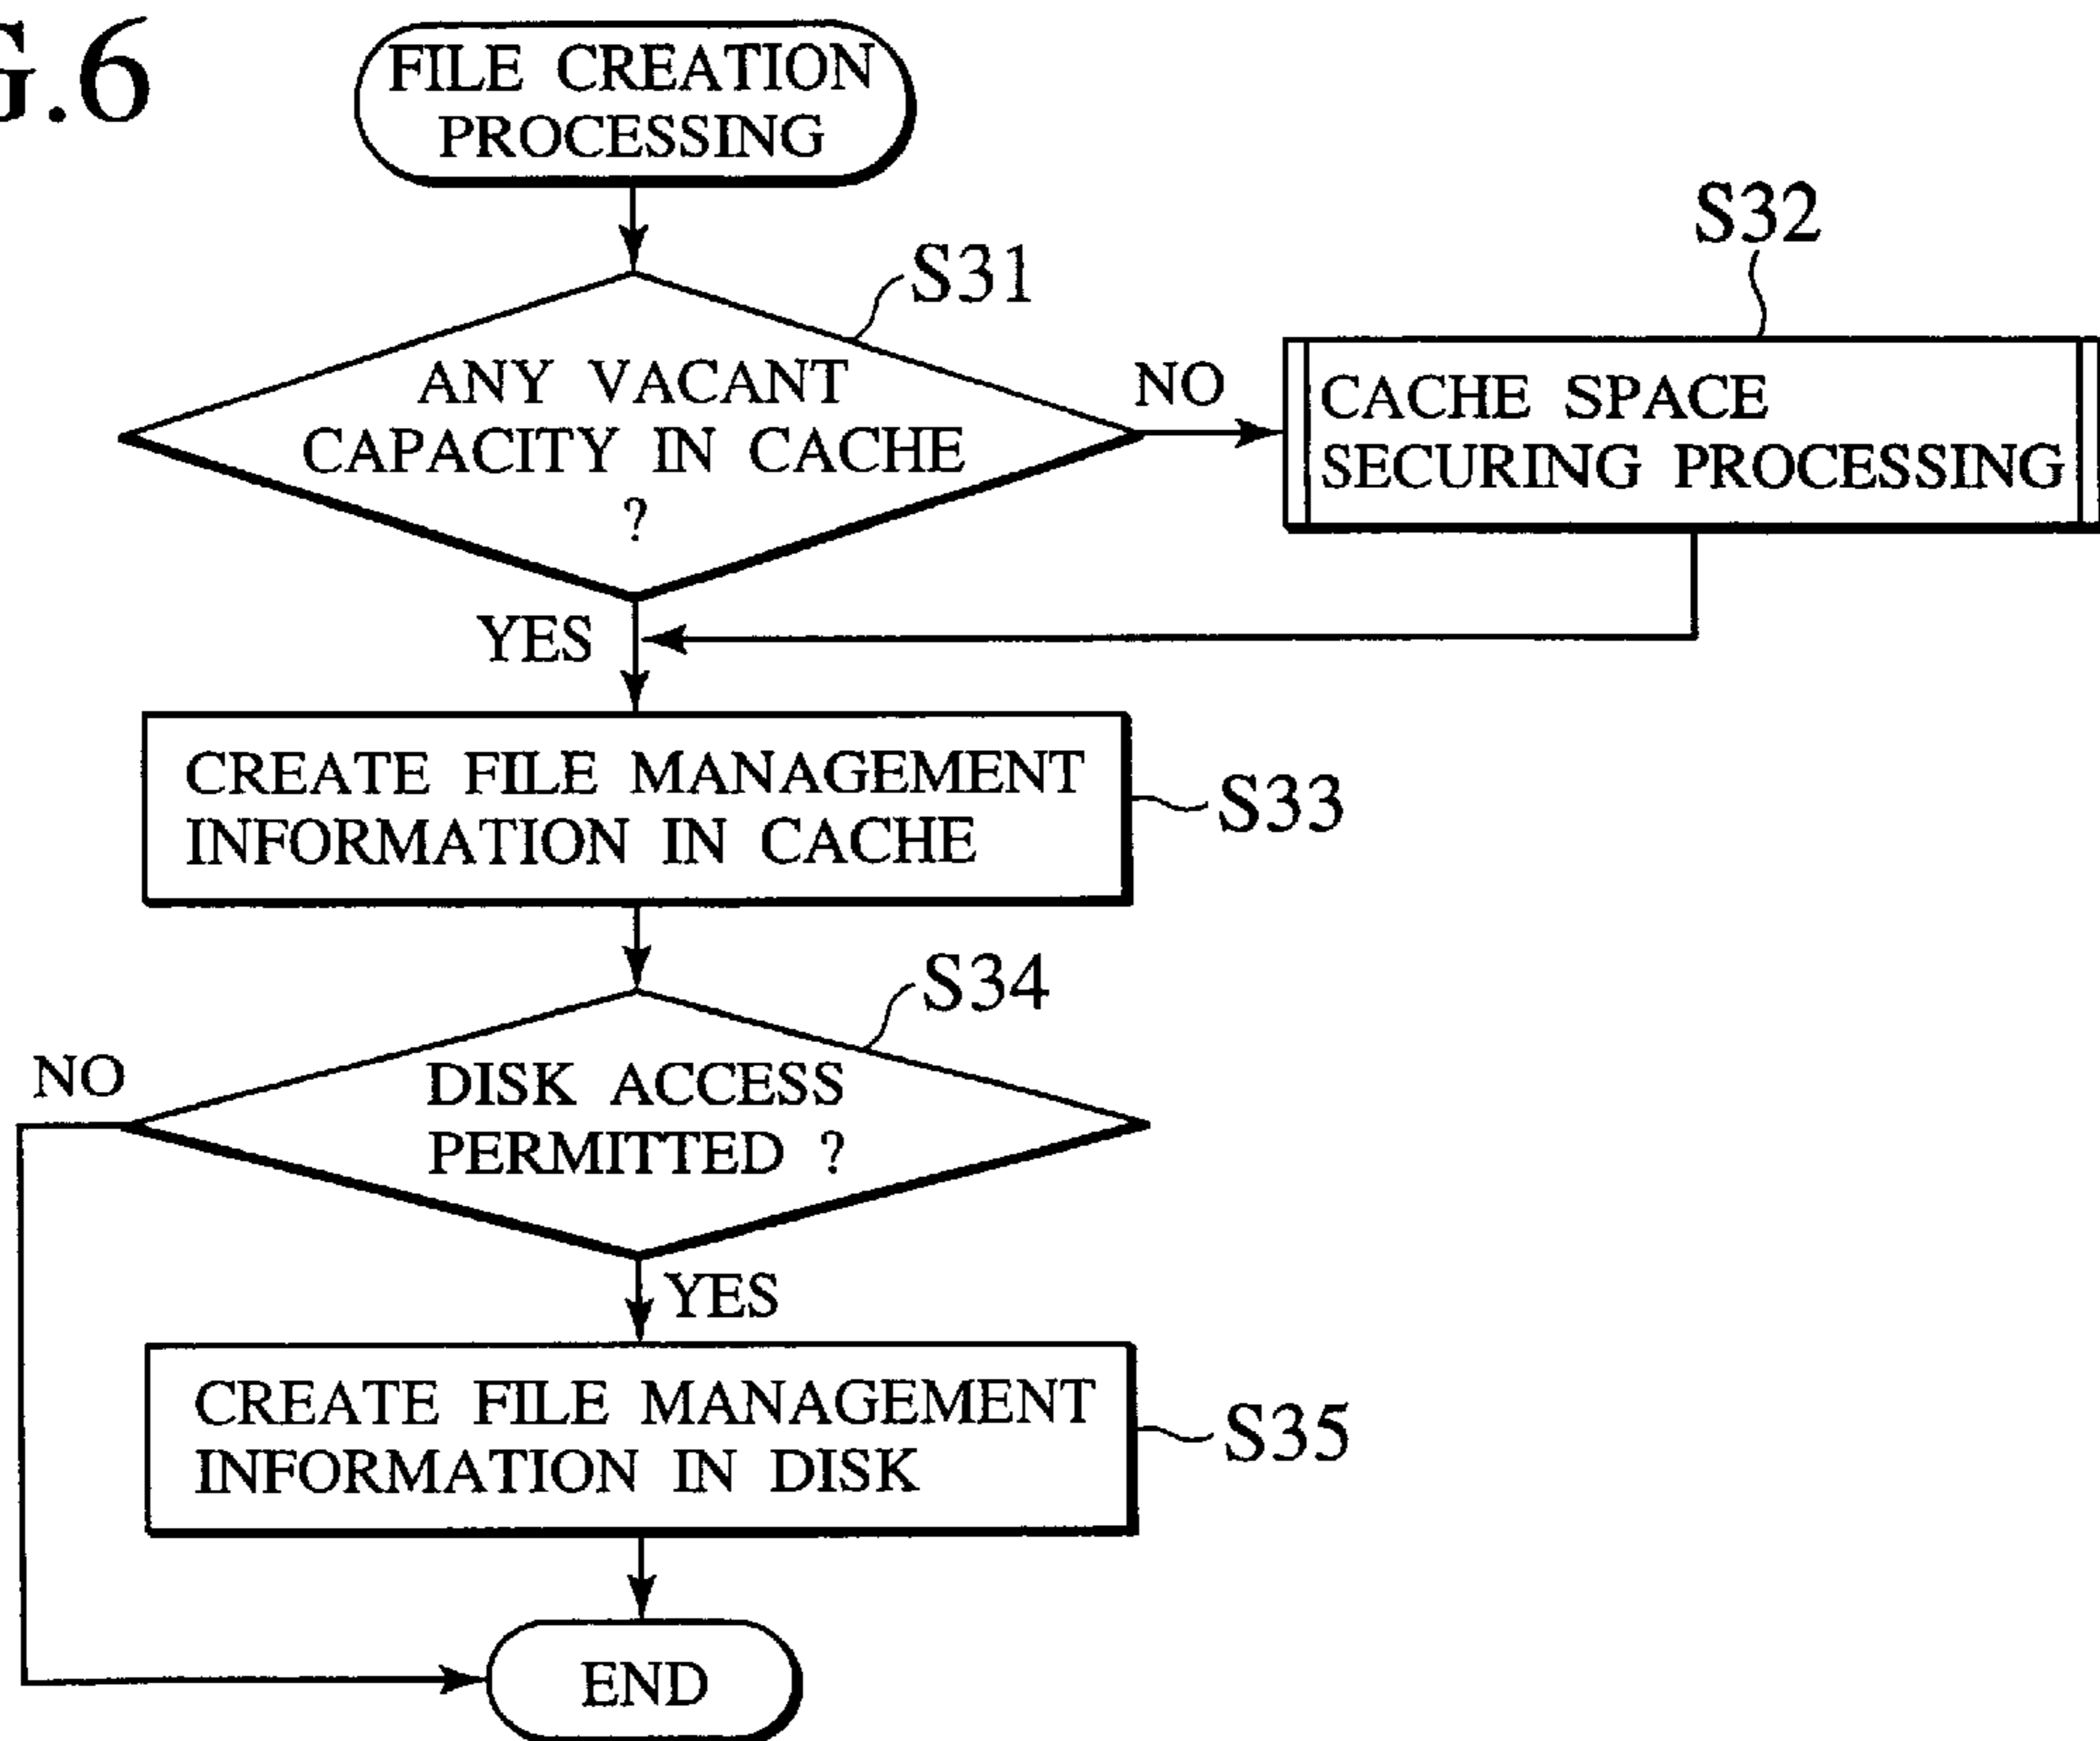 G.6
FILE CREATION
PROCESSING
S31
S32
ANY VACANT
CAPACITY IN CACHE
?
NO
CACHE SPACE
SECURING PROCESSING
YES
CREATE FILE MANAGEMENT
INFORMATION IN CACHE
S33
S34
NO
DISK ACCESS
PERMITTED ?
YES
CREATE FILE MANAGEMENT
INFORMATION IN DISK
S35
END